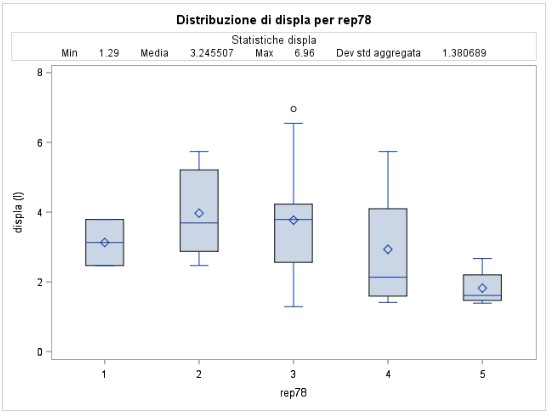 Distribuzione di displa per rep78
Statistiche displa
Min 1.29 Media 3.245507 Max 6.96 Dev std aggregata 1.380689
8
6
4
2
0
displa (l)
1 2 3 4 5
rep78